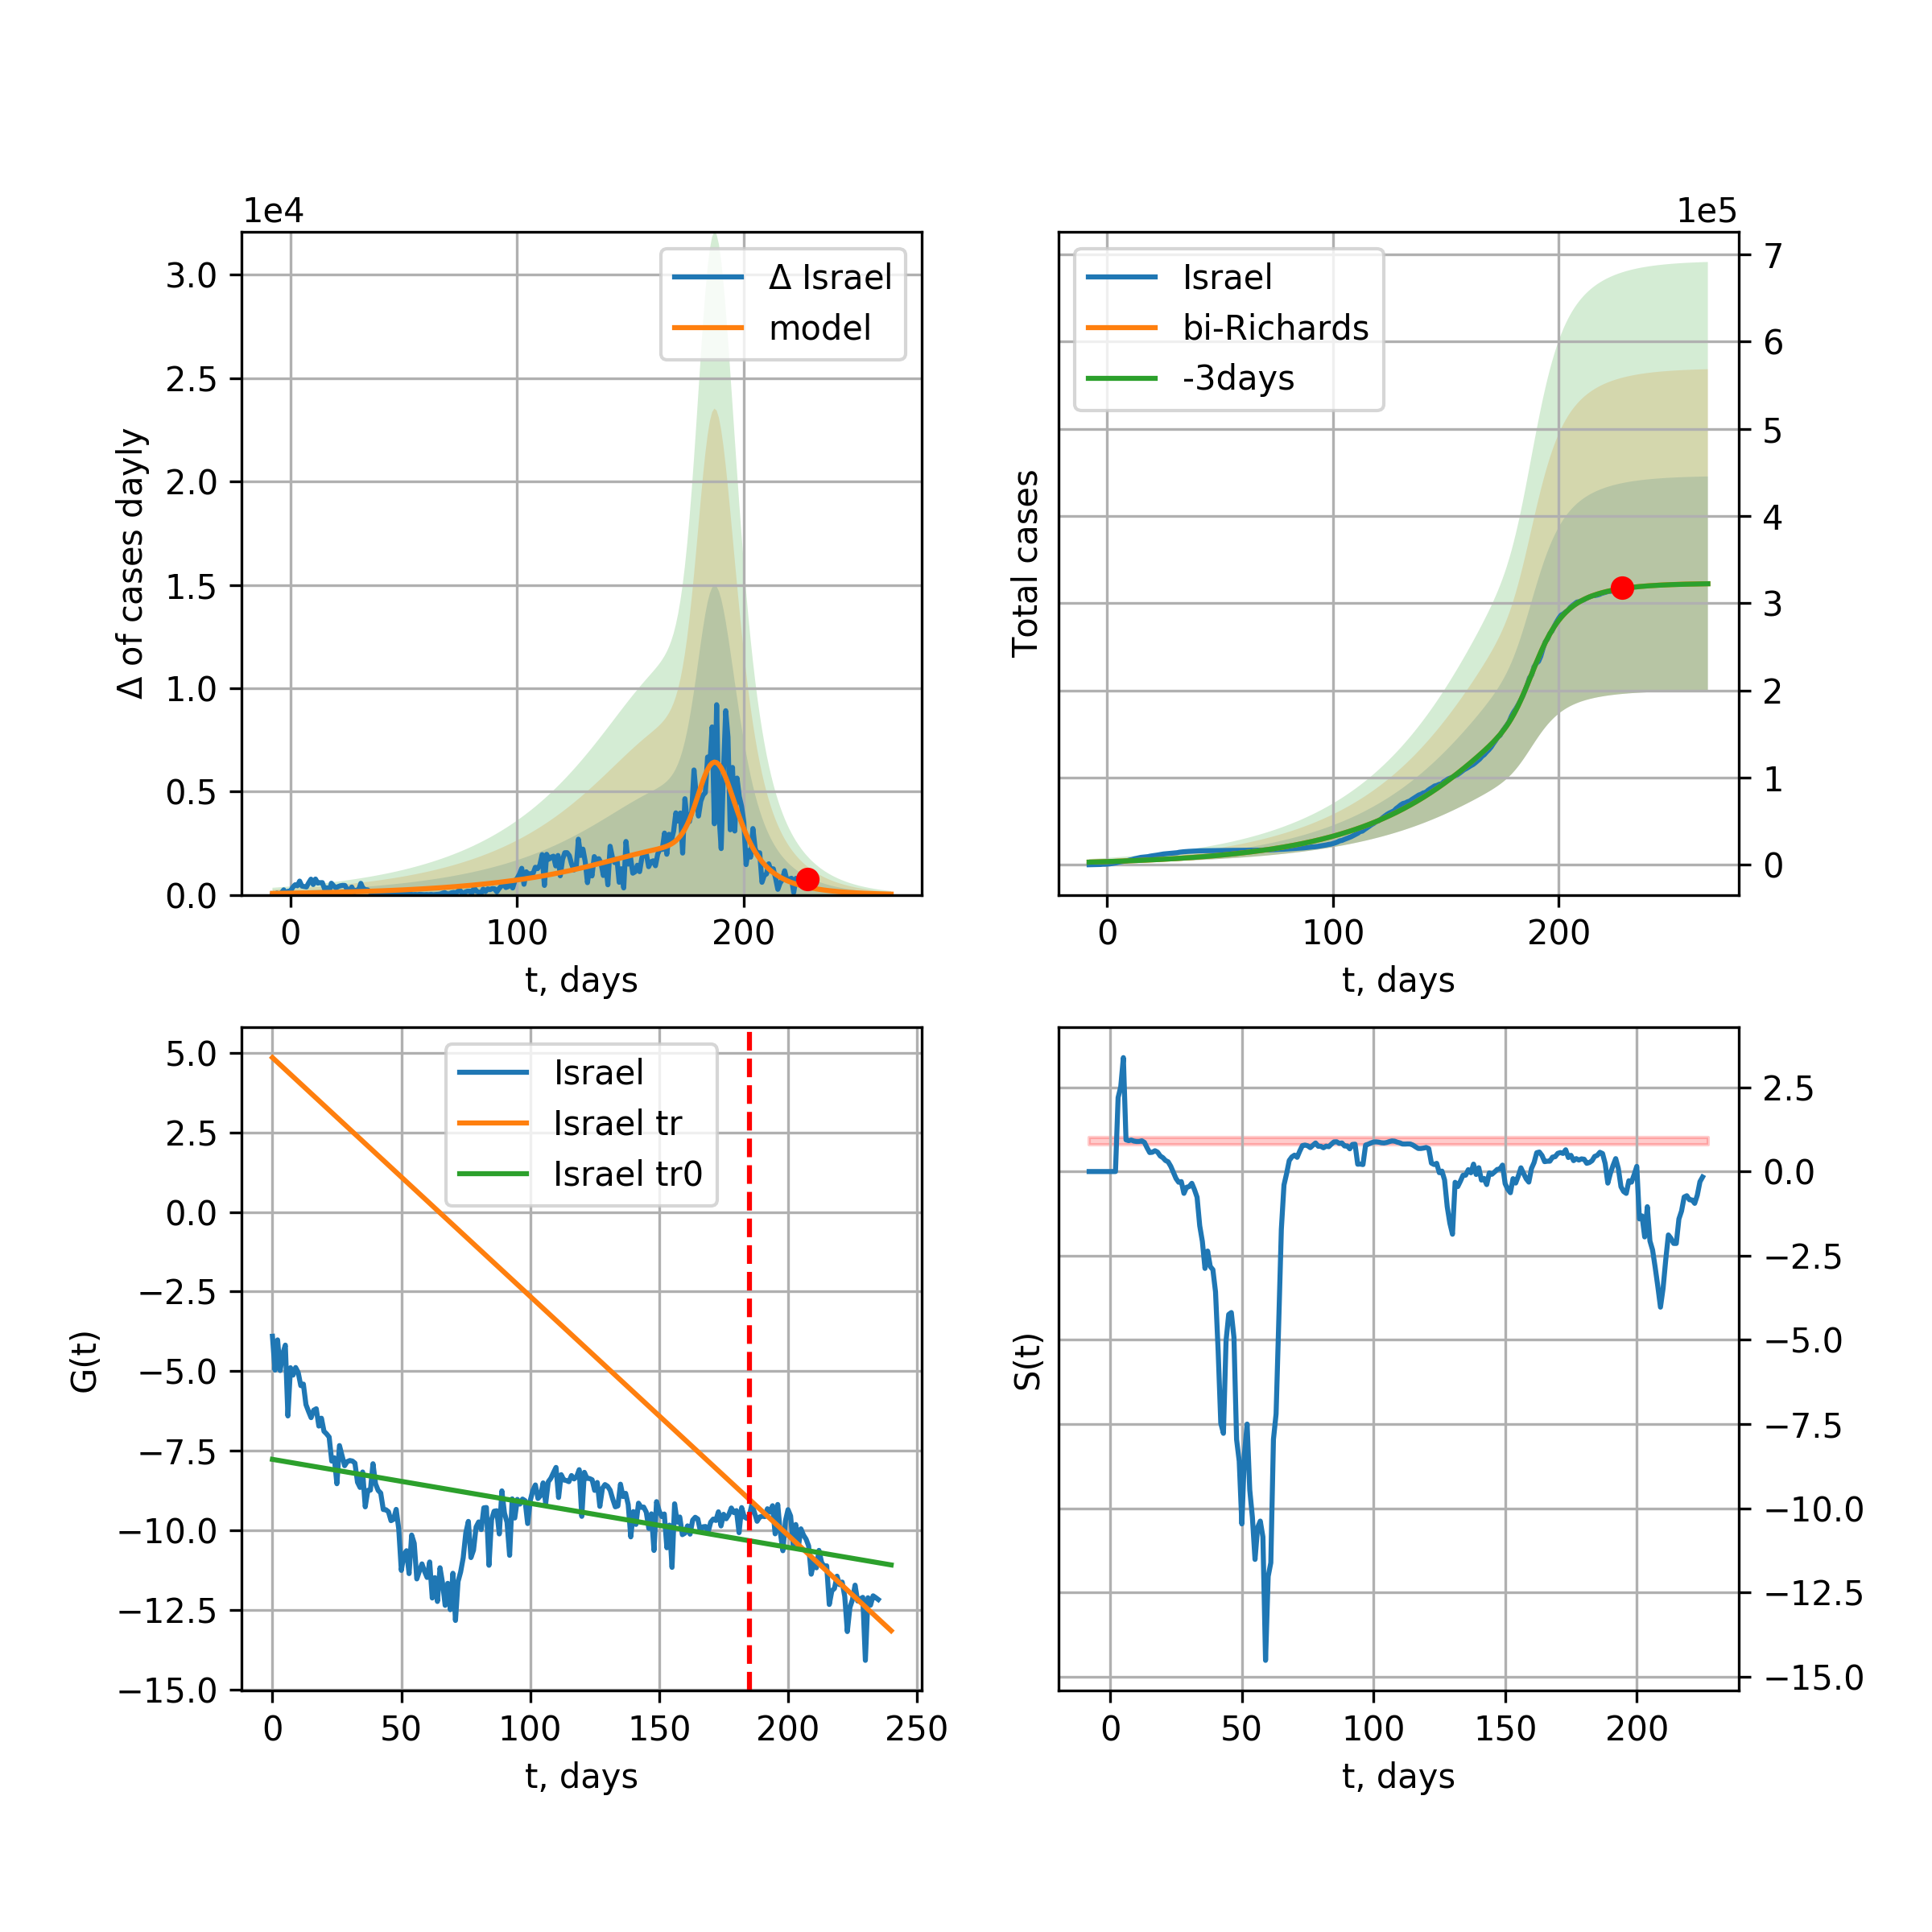 1e4
3.0
2.5
2.0
1.5
1.0
0.5
0.0
Δ of cases dayly
Δ Israel
model
0
100
200
t, days
1e5
Israel
bi-Richards
-3days
Total cases
7
6
5
4
3
2
1
0
0
100
200
t, days
5.0
2.5
0.0
−2.5
−5.0
−7.5
−10.0
−12.5
−15.0
G(t)
Israel
Israel tr
Israel tr0
0
50
100
150
200
250
t, days
S(t)
2.5
0.0
−2.5
−5.0
−7.5
−10.0
−12.5
−15.0
0
50
100
150
200
t, days